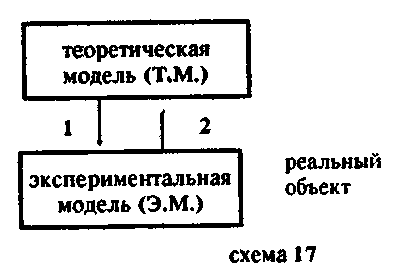 теоретическая
модель (Т.М.)
1
2
экспериментальная
модель (Э.М.)
реальный
объект
схема 17